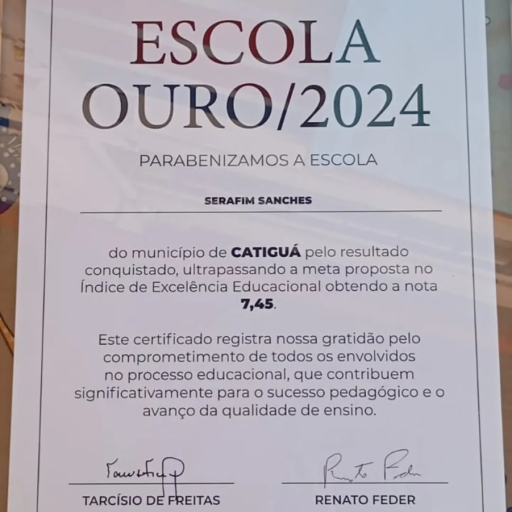 ESCOLA
OURO/2024
PARABENIZAMOS A ESCOLA
SERAFIM SANCHES
do município de CATIGUÁ pelo resultado
conquistado, ultrapassando a meta proposta no
Índice de Excelência Educacional obtendo a nota
7,45.
Este certificado registra nossa gratidão pelo
comprometimento de todos os envolvidos
no processo educacional, que contribuem
significativamente para o sucesso pedagógico e o
avanço da qualidade de ensino.
TARCÍSIO DE FREITAS
RENATO FEDER